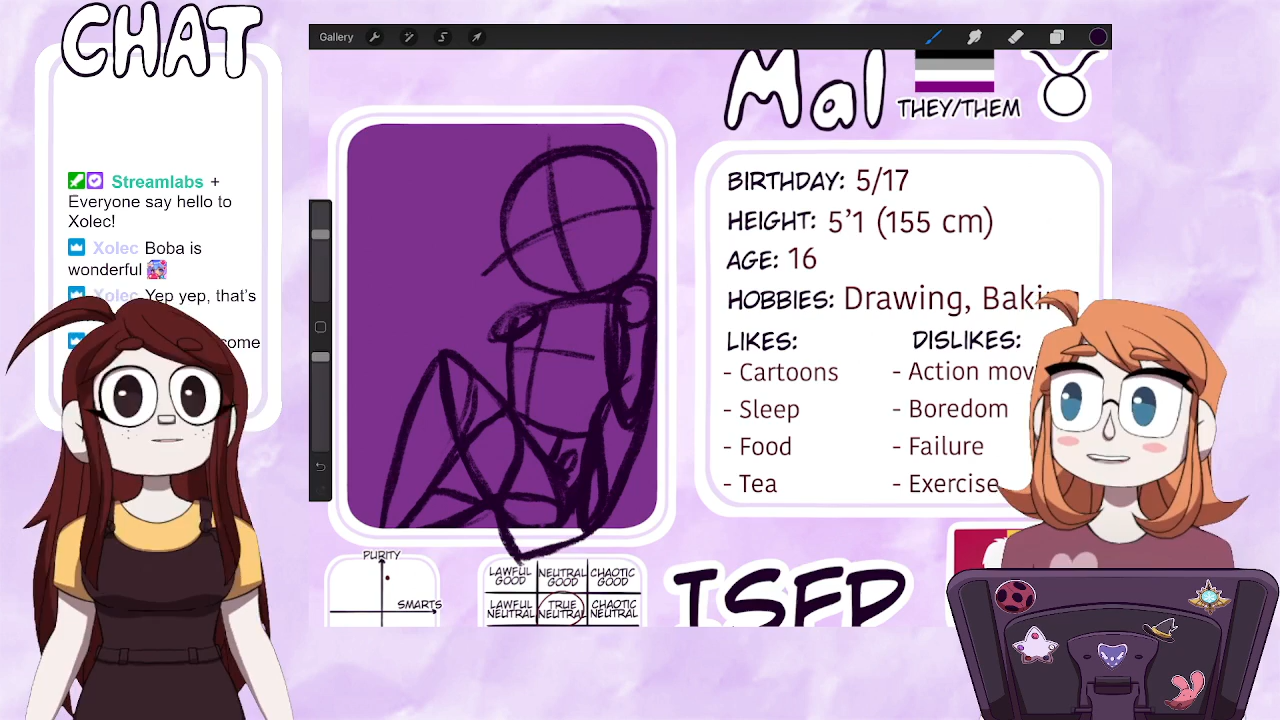 CHAT
Streamlabs +
Everyone say hello to
Xolec!
Xolec Boba is
wonderful
Xolec Yep yep, that's
come
Gallery
Mal
THEY/THEM
BIRTHDAY: 5/17
HEIGHT: 5'1 (155 cm)
AGE: 16
HOBBIES: Drawing, Baking
LIKES:
- Cartoons
- Sleep
- Food
- Tea
DISLIKES:
- Action mov
- Boredom
- Failure
- Exercise
PURITY
SMARTS
LAWFUL GOOD
NEUTRAL GOOD
CHAOTIC GOOD
LAWFUL NEUTRAL
TRUE NEUTRAL
CHAOTIC NEUTRAL
ISFP